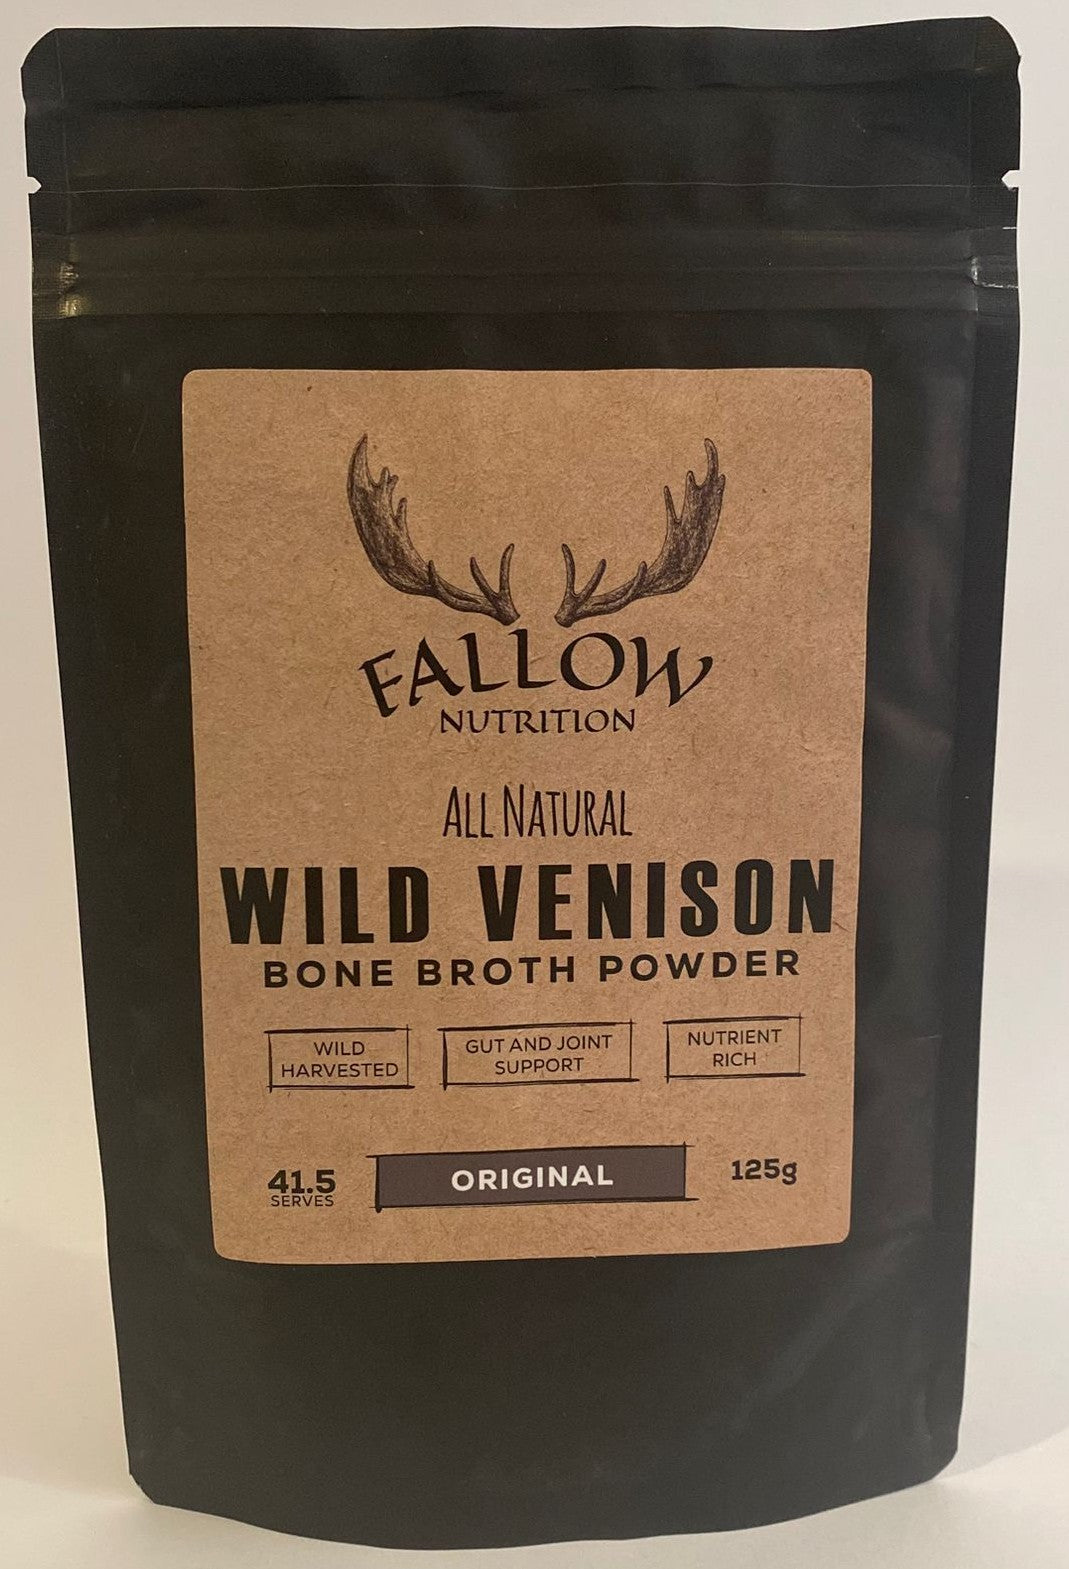 FALLOW
NUTRITION
ALL NATURAL
WILD VENISON
BONE BROTH POWDER
WILD
HARVESTED
GUT AND JOINT
SUPPORT
NUTRIENT
RICH
41.5
SERVES
ORIGINAL
125g